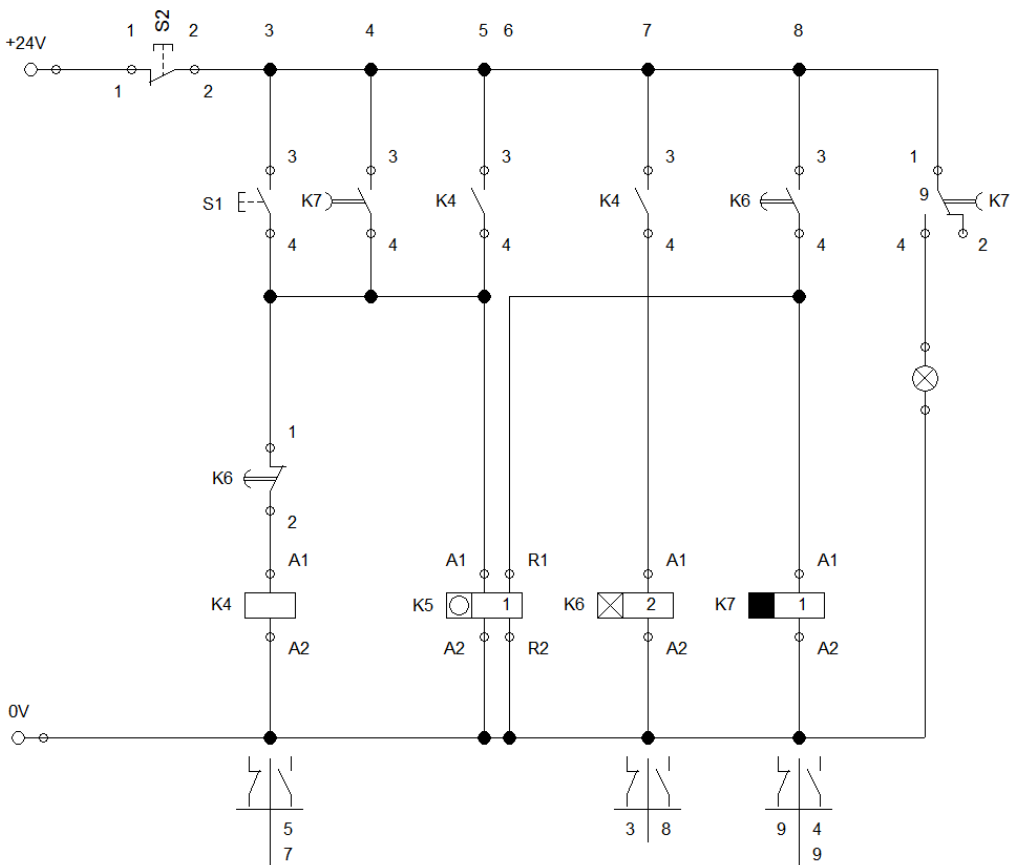 1 S2 2 3 4 5 6 7 8
+24V
1 2
3 3 3 3 3 1
S1 K7 K4 K4 K6 9 K7
4 4 4 4 4 4 2
1
K6
2
A1 A1 R1 A1 A1
K4 K5 1 K6 2 K7 1
A2 A2 R2 A2 A2
0V
5 3 8 9 4
7 9